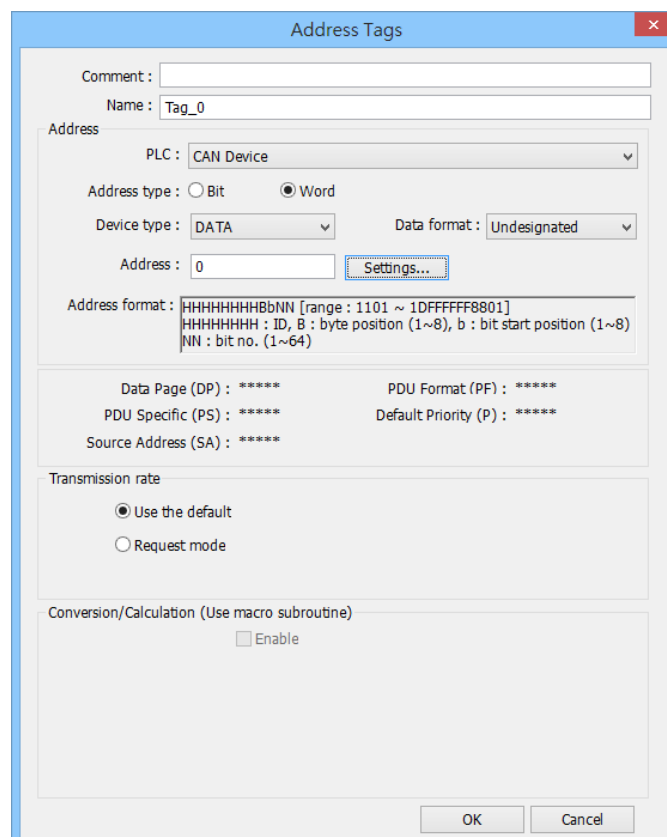 Address Tags
Comment :
Name : Tag_0
Address
PLC : CAN Device
Address type : Bit Word
Device type : DATA Data format : Undesignated
Address : 0 Settings...
Address format : HHHHHHHHBbNN [range : 1101 ~ 1DFFFFFF8801]
HHHHHHHH : ID, B : byte position (1~8), b : bit start position (1~8)
NN : bit no. (1~64)
Data Page (DP) : ***** PDU Format (PF) : *****
PDU Specific (PS) : ***** Default Priority (P) : *****
Source Address (SA) : *****
Transmission rate
Use the default
Request mode
Conversion/Calculation (Use macro subroutine)
Enable
OK Cancel